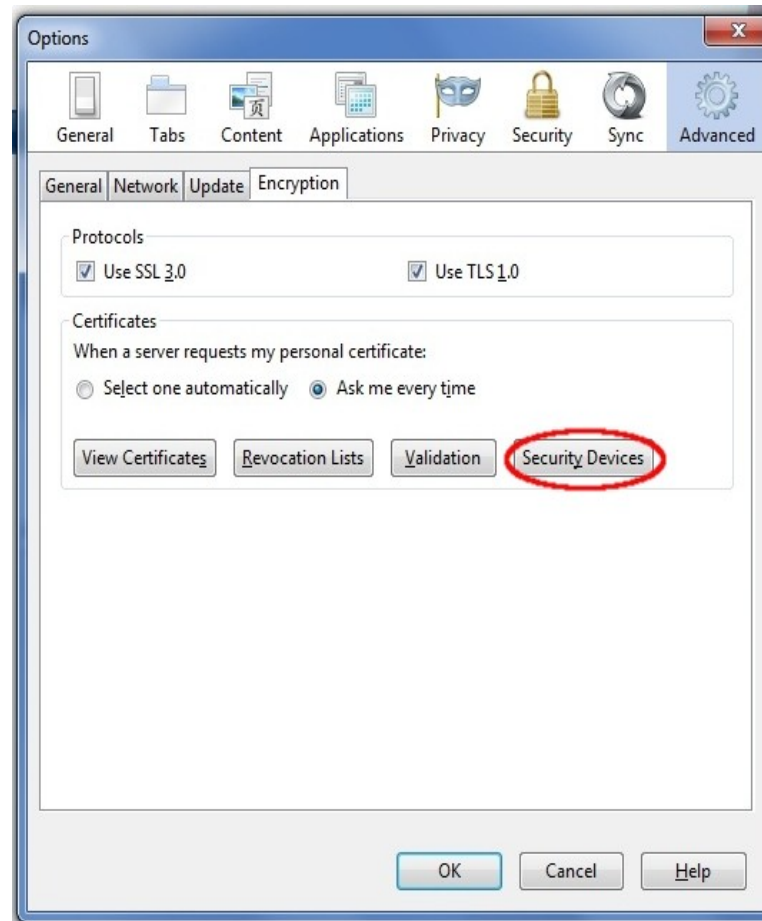 Options
X
页
General Tabs Content Applications Privacy Security Sync Advanced
General Network Update Encryption
Protocols
Use SSL 3.0 Use TLS 1.0
Certificates
When a server requests my personal certificate:
Select one automatically Ask me every time
View Certificates Revocation Lists Validation Security Devices
OK Cancel Help